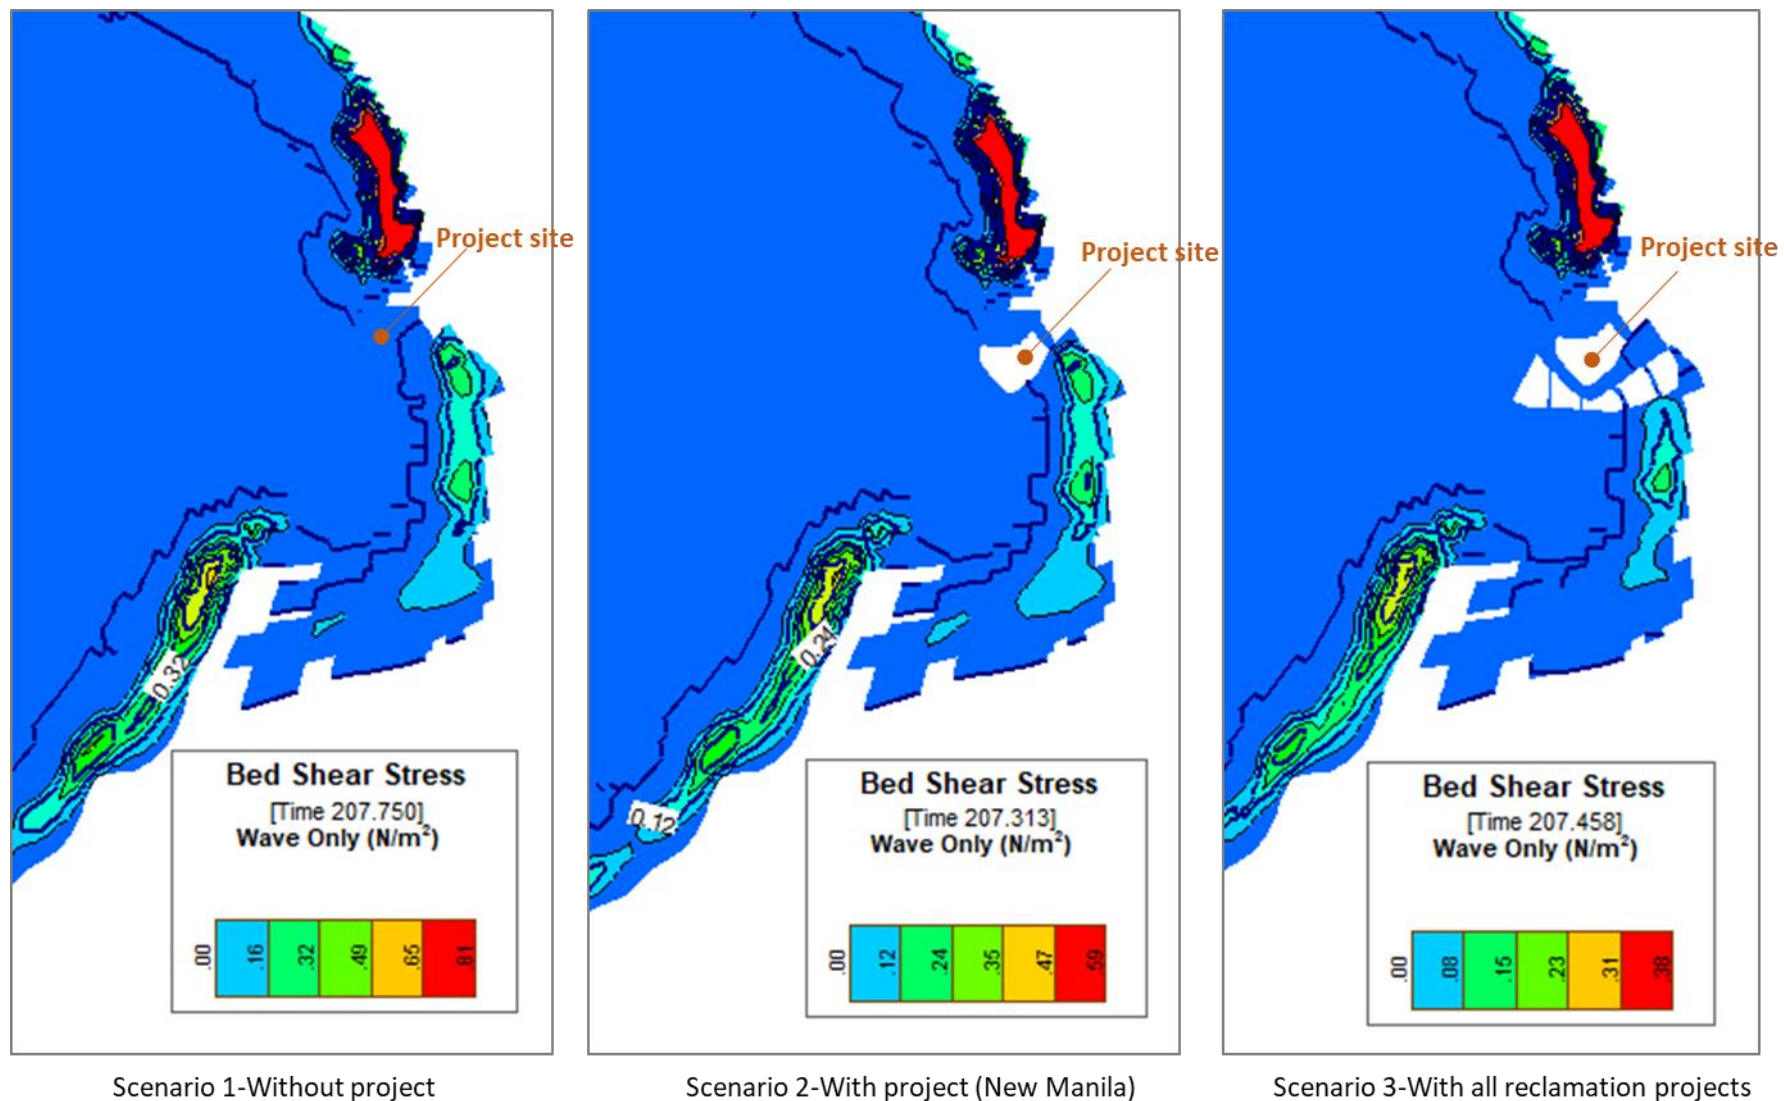 Project site
0.32
Bed Shear Stress
[Time 207.750]
Wave Only (N/m²)
.00 .16 .32 .49 .65 .81
Scenario 1-Without project
Project site
0.24
0.12
Bed Shear Stress
[Time 207.313]
Wave Only (N/m²)
.00 .12 .24 .35 .47 .59
Scenario 2-With project (New Manila)
Project site
Bed Shear Stress
[Time 207.458]
Wave Only (N/m²)
.00 .08 .15 .23 .31 .38
Scenario 3-With all reclamation projects